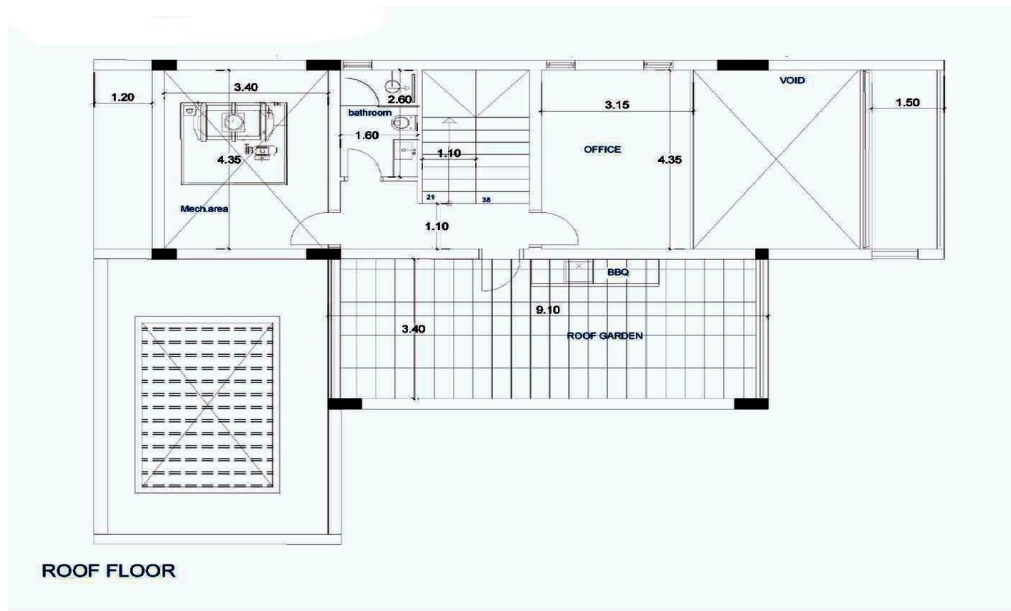 VOID
1.20
3.40
2.60
3.15
1.50
bathroom
1.60
4.35
1.10
OFFICE
4.35
Mech.area
21
38
1.10
BBQ
9.10
3.40
ROOF GARDEN
ROOF FLOOR